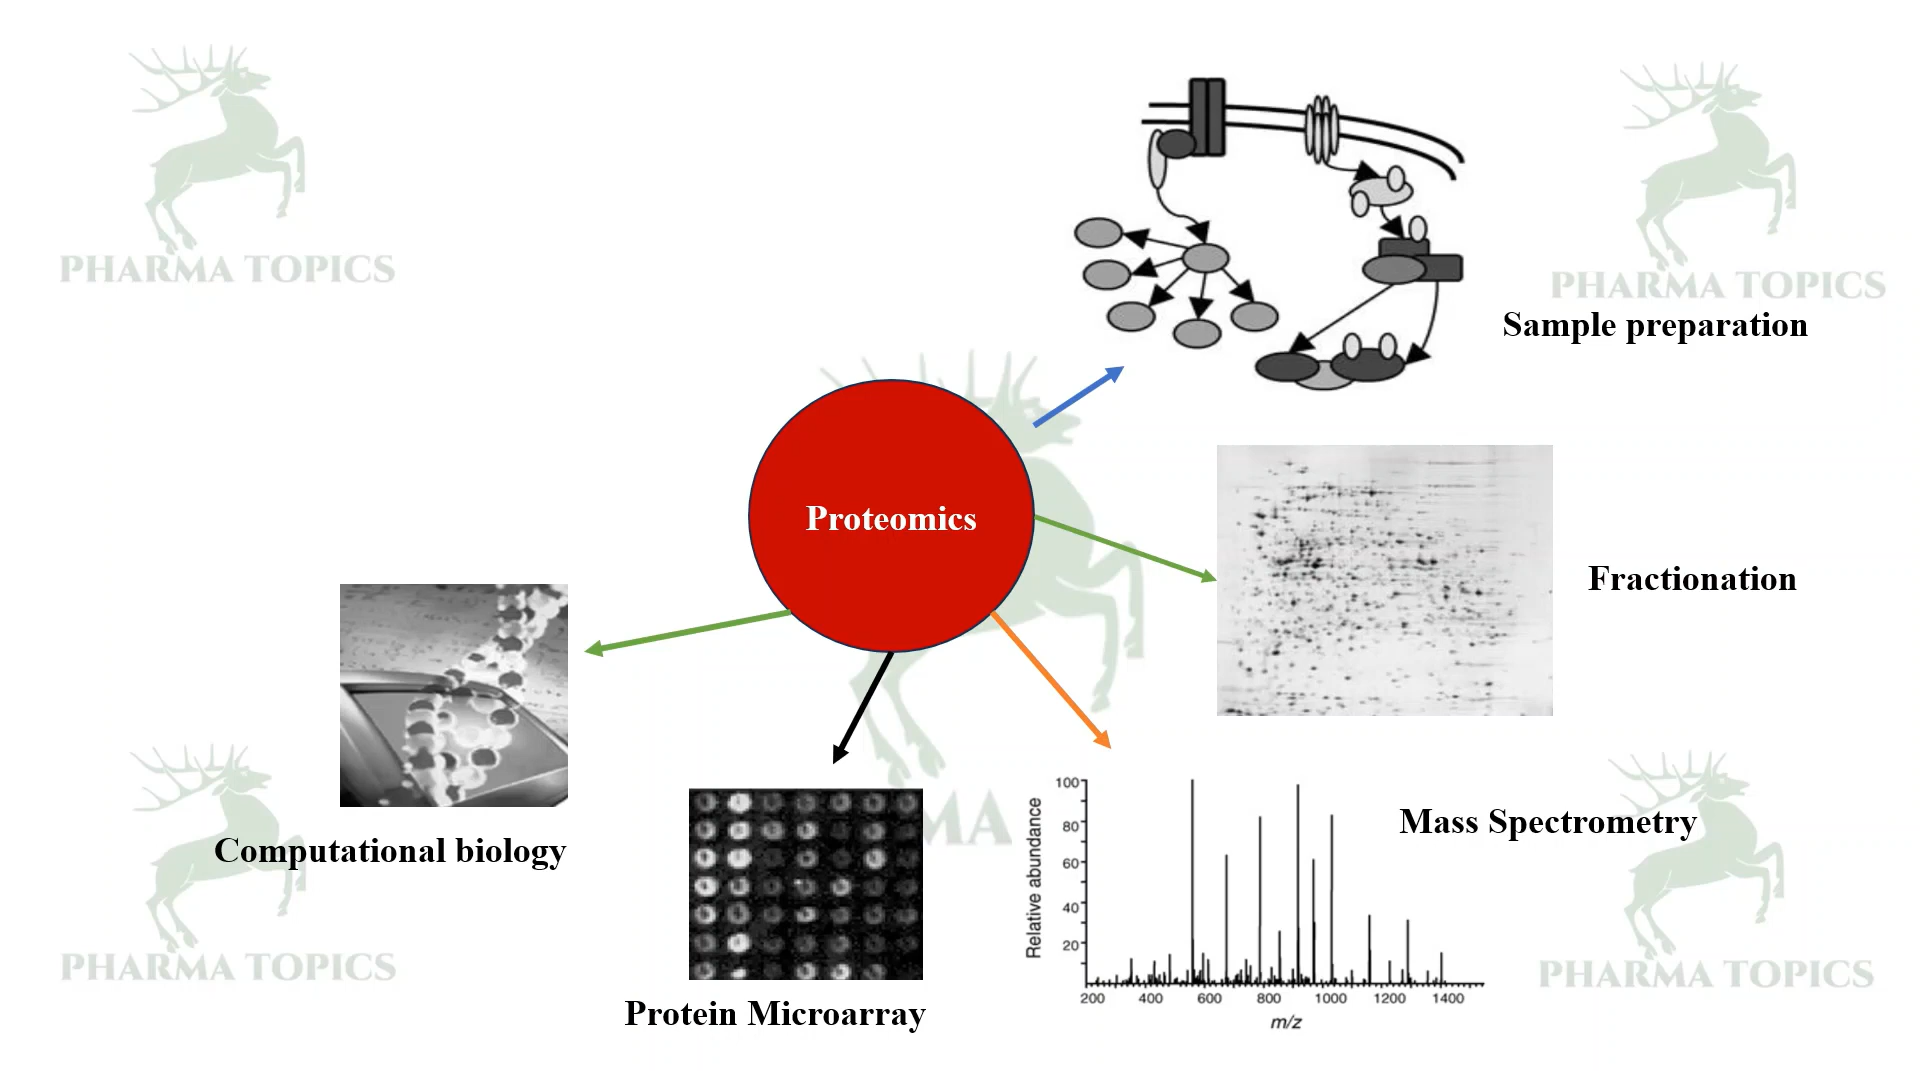 PHARMA TOPICS
PHARMA TOPICS
Sample preparation
Proteomics
Fractionation
Computational biology
MA
Protein Microarray
Mass Spectrometry
Relative abundance
100
80
60
40
20
200 400 600 800 1000 1200 1400
m/z
PHARMA TOPICS
PHARMA TOPICS